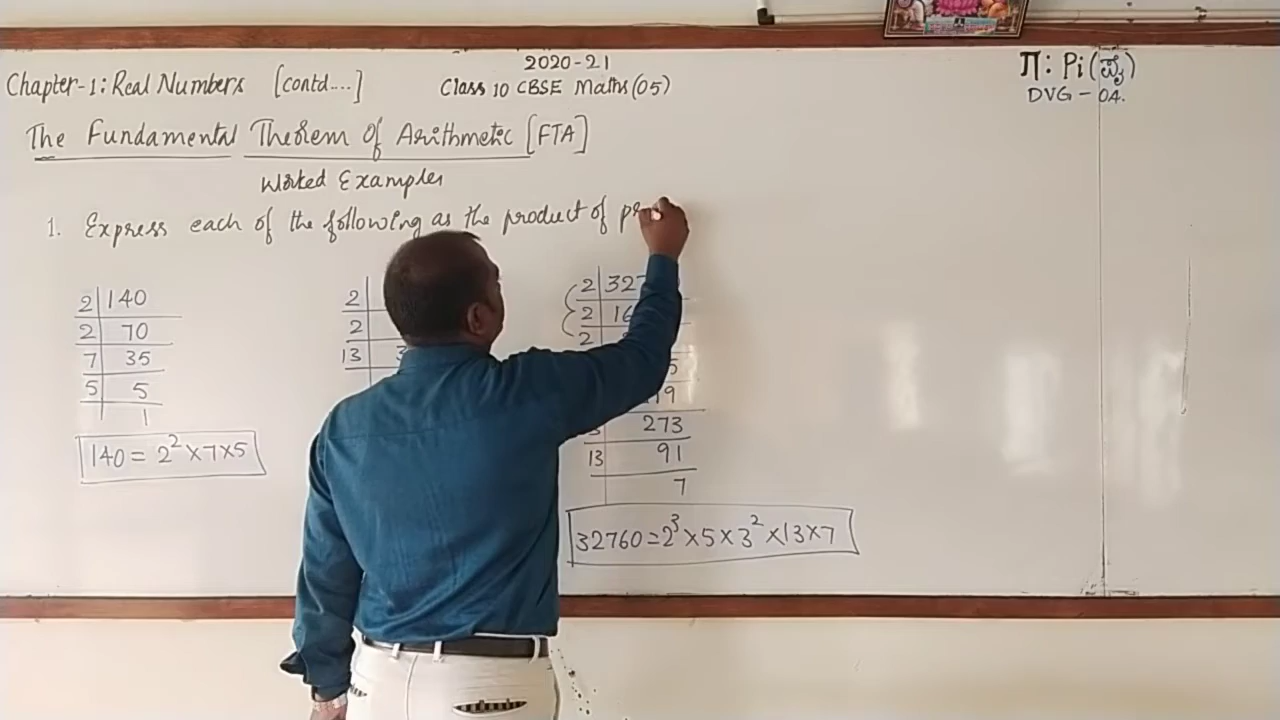 2020-21
Chapter-1: Real Numbers [contd....]
Class 10 CBSE Maths (05)
Π: Pi (ಪೈ)
DVG - 04.
The Fundamental Theorem of Arithmetic [FTA]
Worked Examples
1. Express each of the following as the product of
2 140
2 70
7 35
5 5
1
140 = 2² × 7 × 5
2
2
13
2
2
2
273
13 91
7
32760 = 2³ × 5 × 3² × 13 × 7